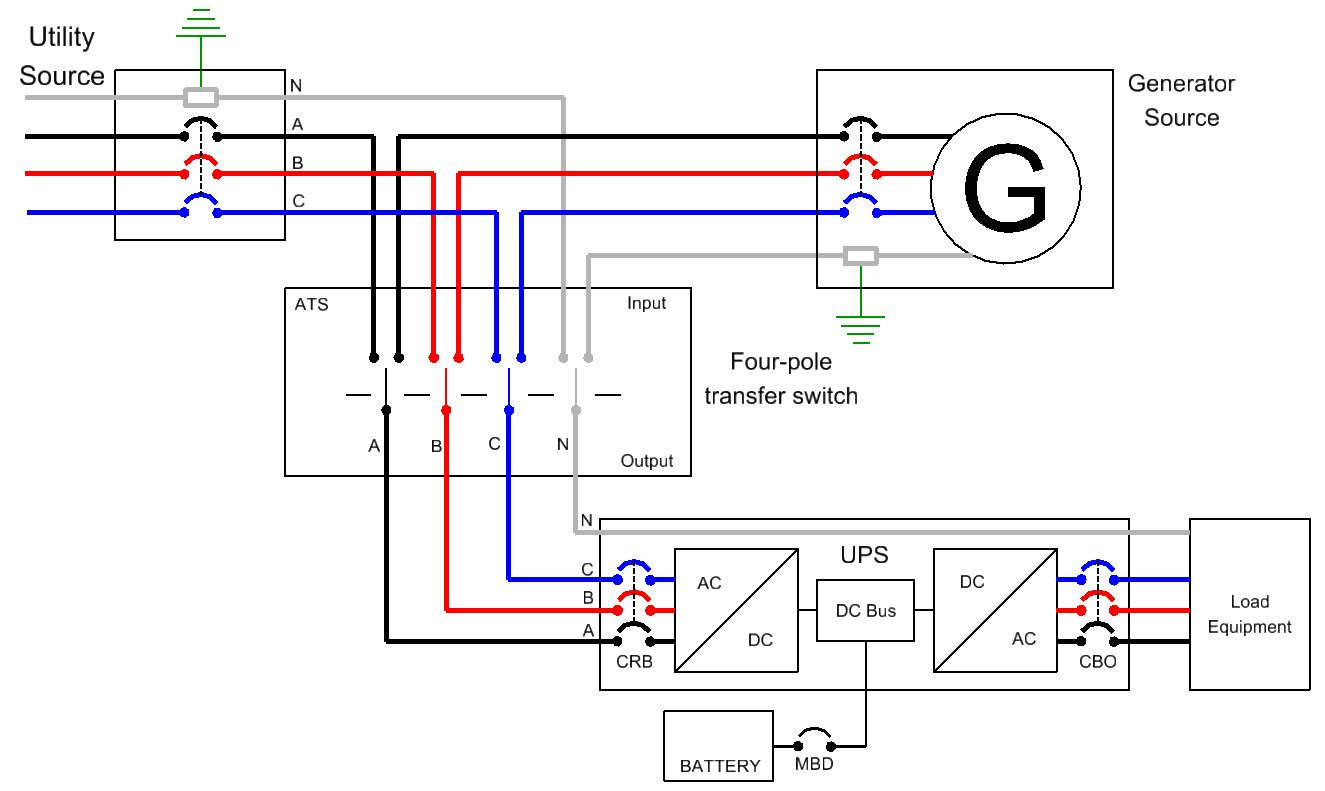 Utility
Source
N
A
B
C
Generator
Source
G
ATS
Input
Four-pole
transfer switch
A
B
C
N
Output
N
UPS
C
B
A
AC
DC
DC Bus
DC
AC
CRB
CBO
Load
Equipment
BATTERY
MBD